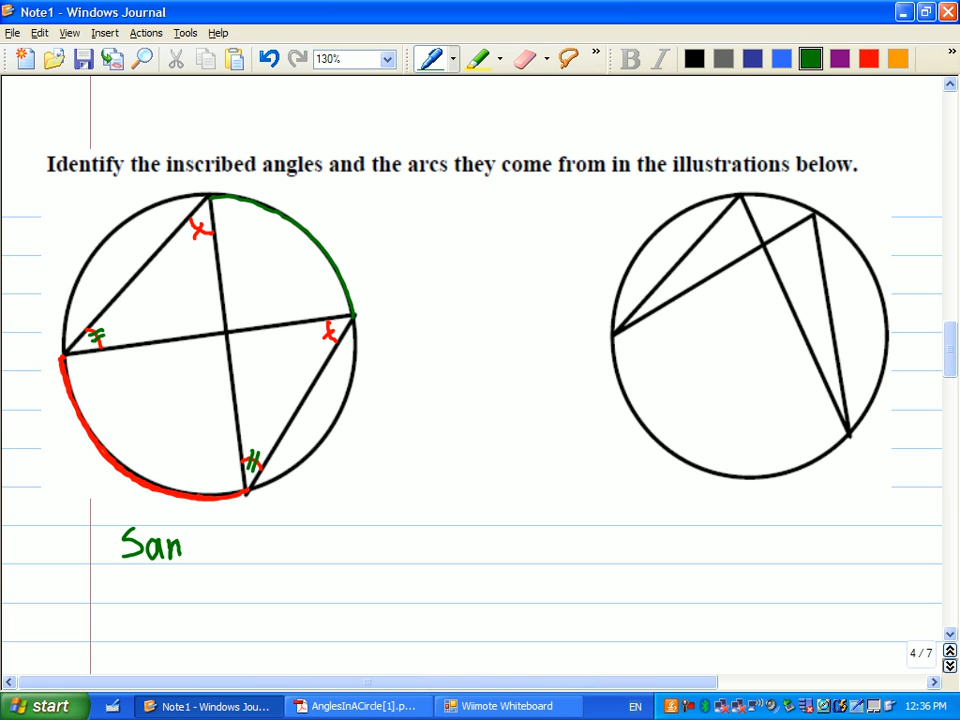 Note1 - Windows Journal
File Edit View Insert Actions Tools Help
130%
Identify the inscribed angles and the arcs they come from in the illustrations below.
x
x
San
4 / 7
start
Note1 - Windows Jou...
AnglesInACircle[1].p...
Wiimote Whiteboard
EN
12:36 PM